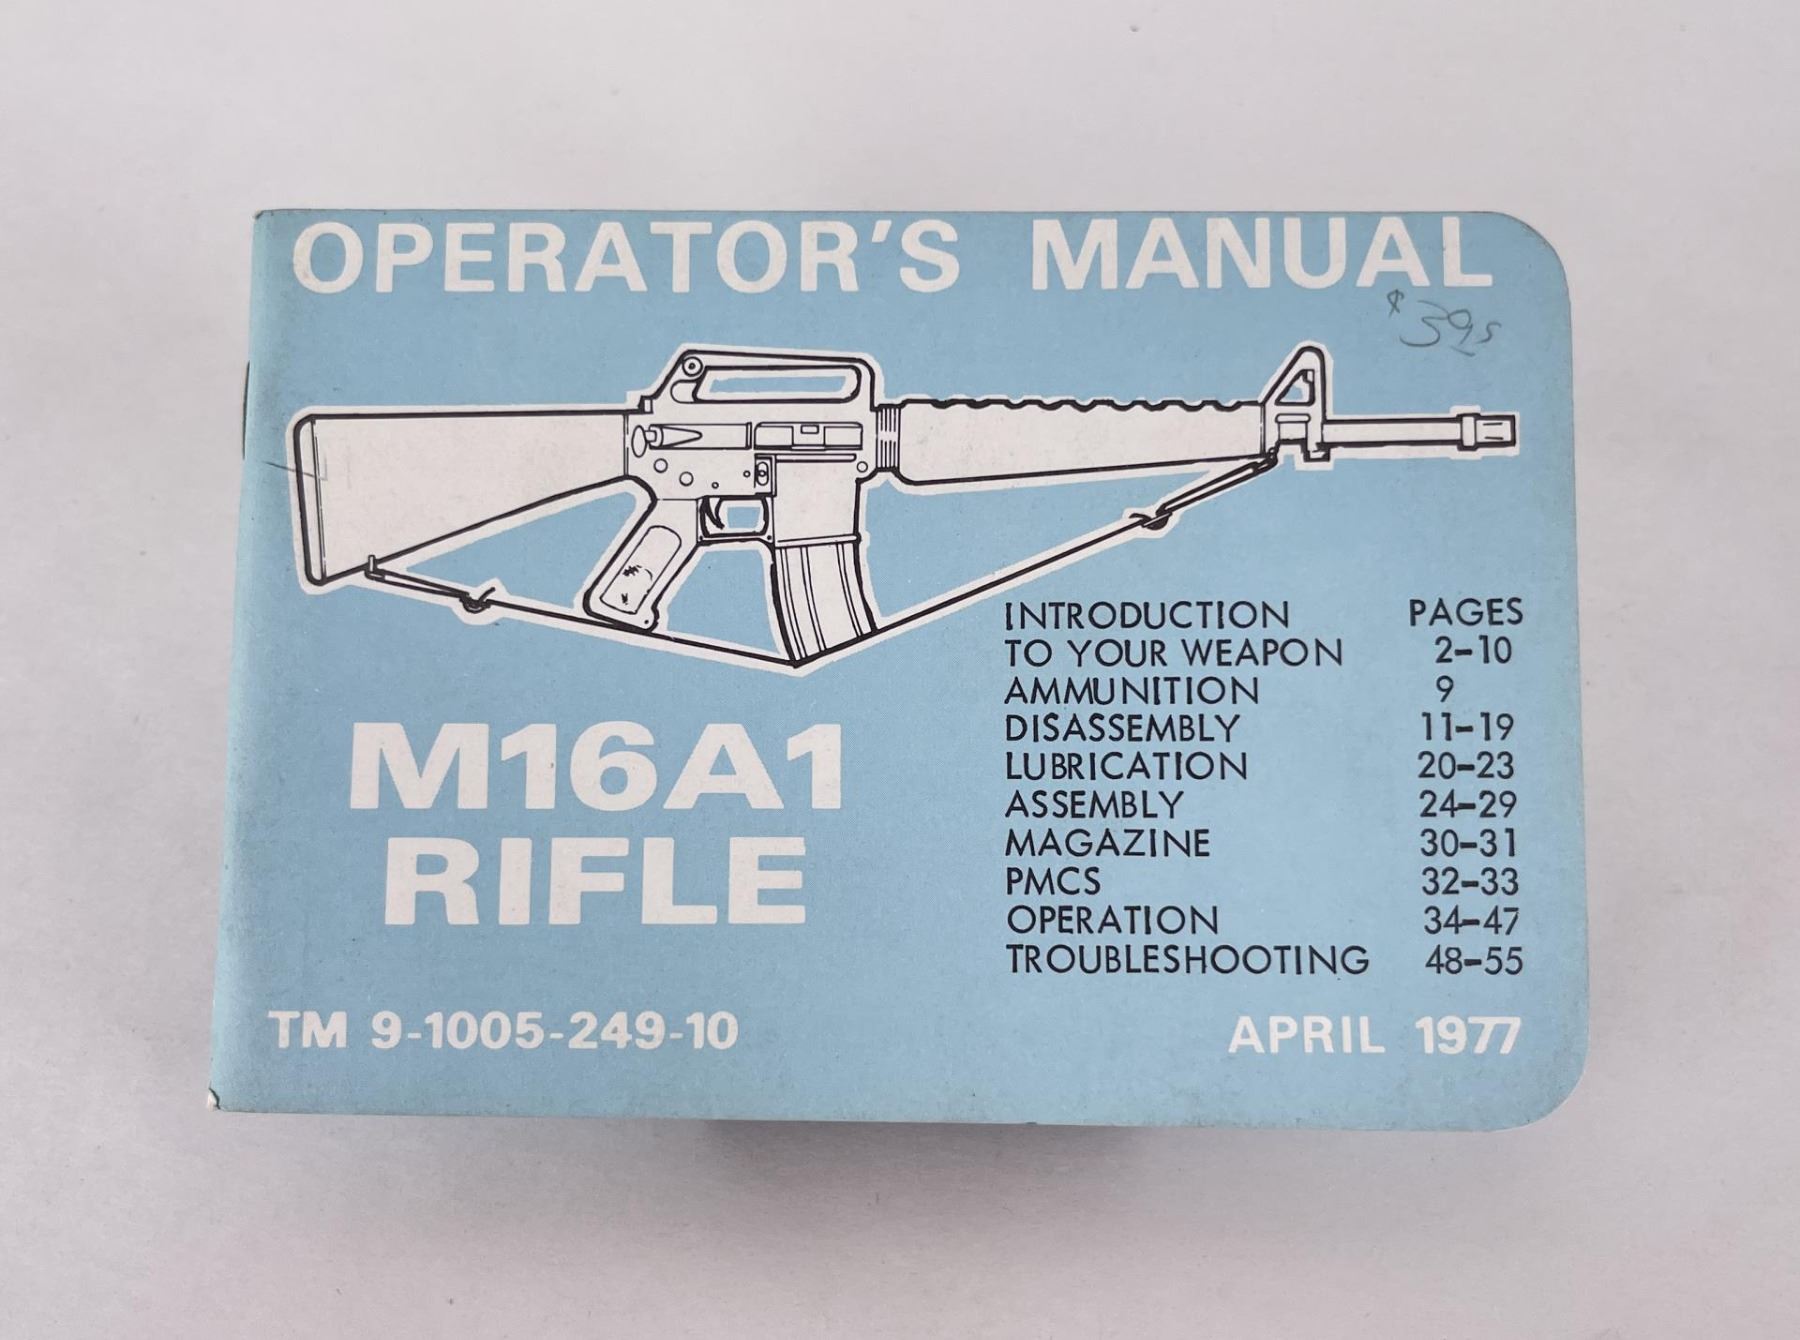 OPERATOR'S MANUAL
$395
INTRODUCTION PAGES
TO YOUR WEAPON 2-10
AMMUNITION 9
DISASSEMBLY 11-19
LUBRICATION 20-23
ASSEMBLY 24-29
MAGAZINE 30-31
PMCS 32-33
OPERATION 34-47
TROUBLESHOOTING 48-55
M16A1
RIFLE
TM 9-1005-249-10 APRIL 1977